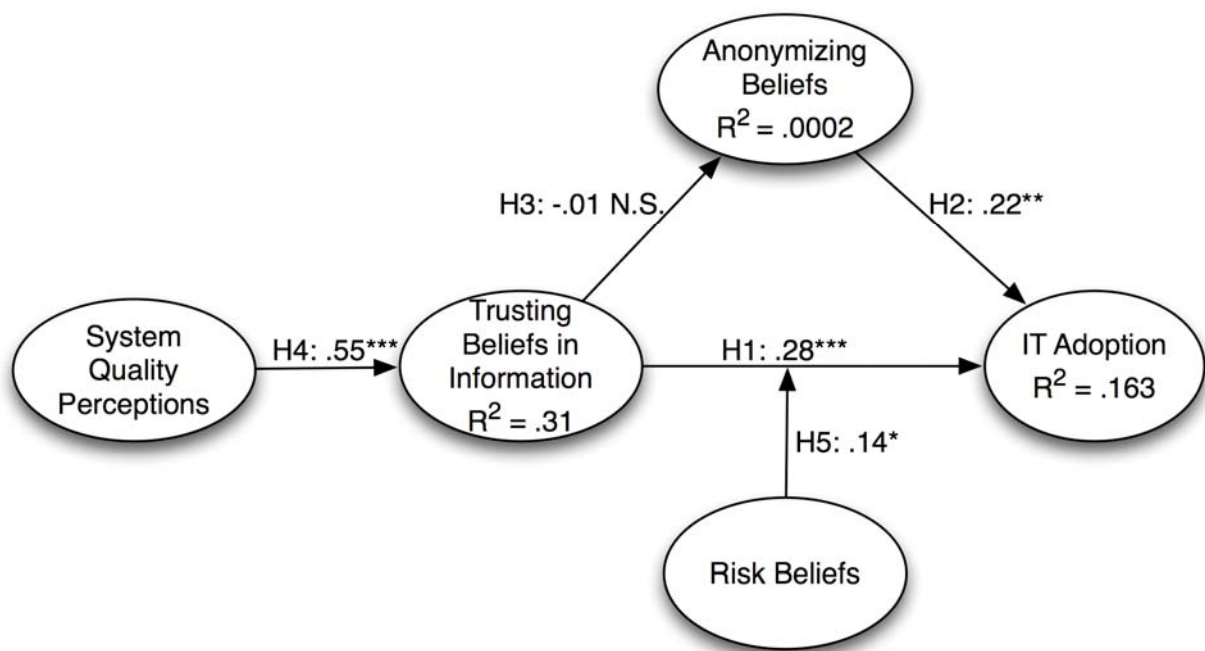 Anonymizing
Beliefs
R² = .0002
H3: -.01 N.S.
H2: .22**
System
Quality
Perceptions
H4: .55***
Trusting
Beliefs in
Information
R² = .31
H1: .28***
IT Adoption
R² = .163
H5: .14*
Risk Beliefs